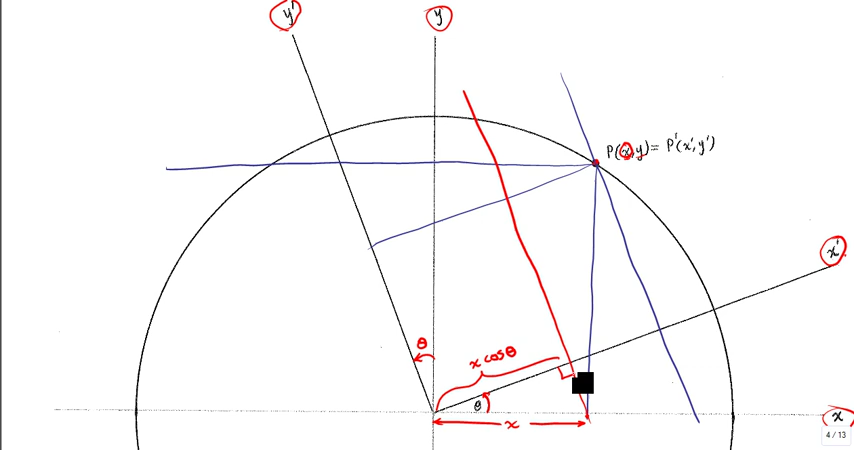 y'
y
P(x,y) = P'(x',y')
x'
θ
x cosθ
θ
x
x
4 / 13